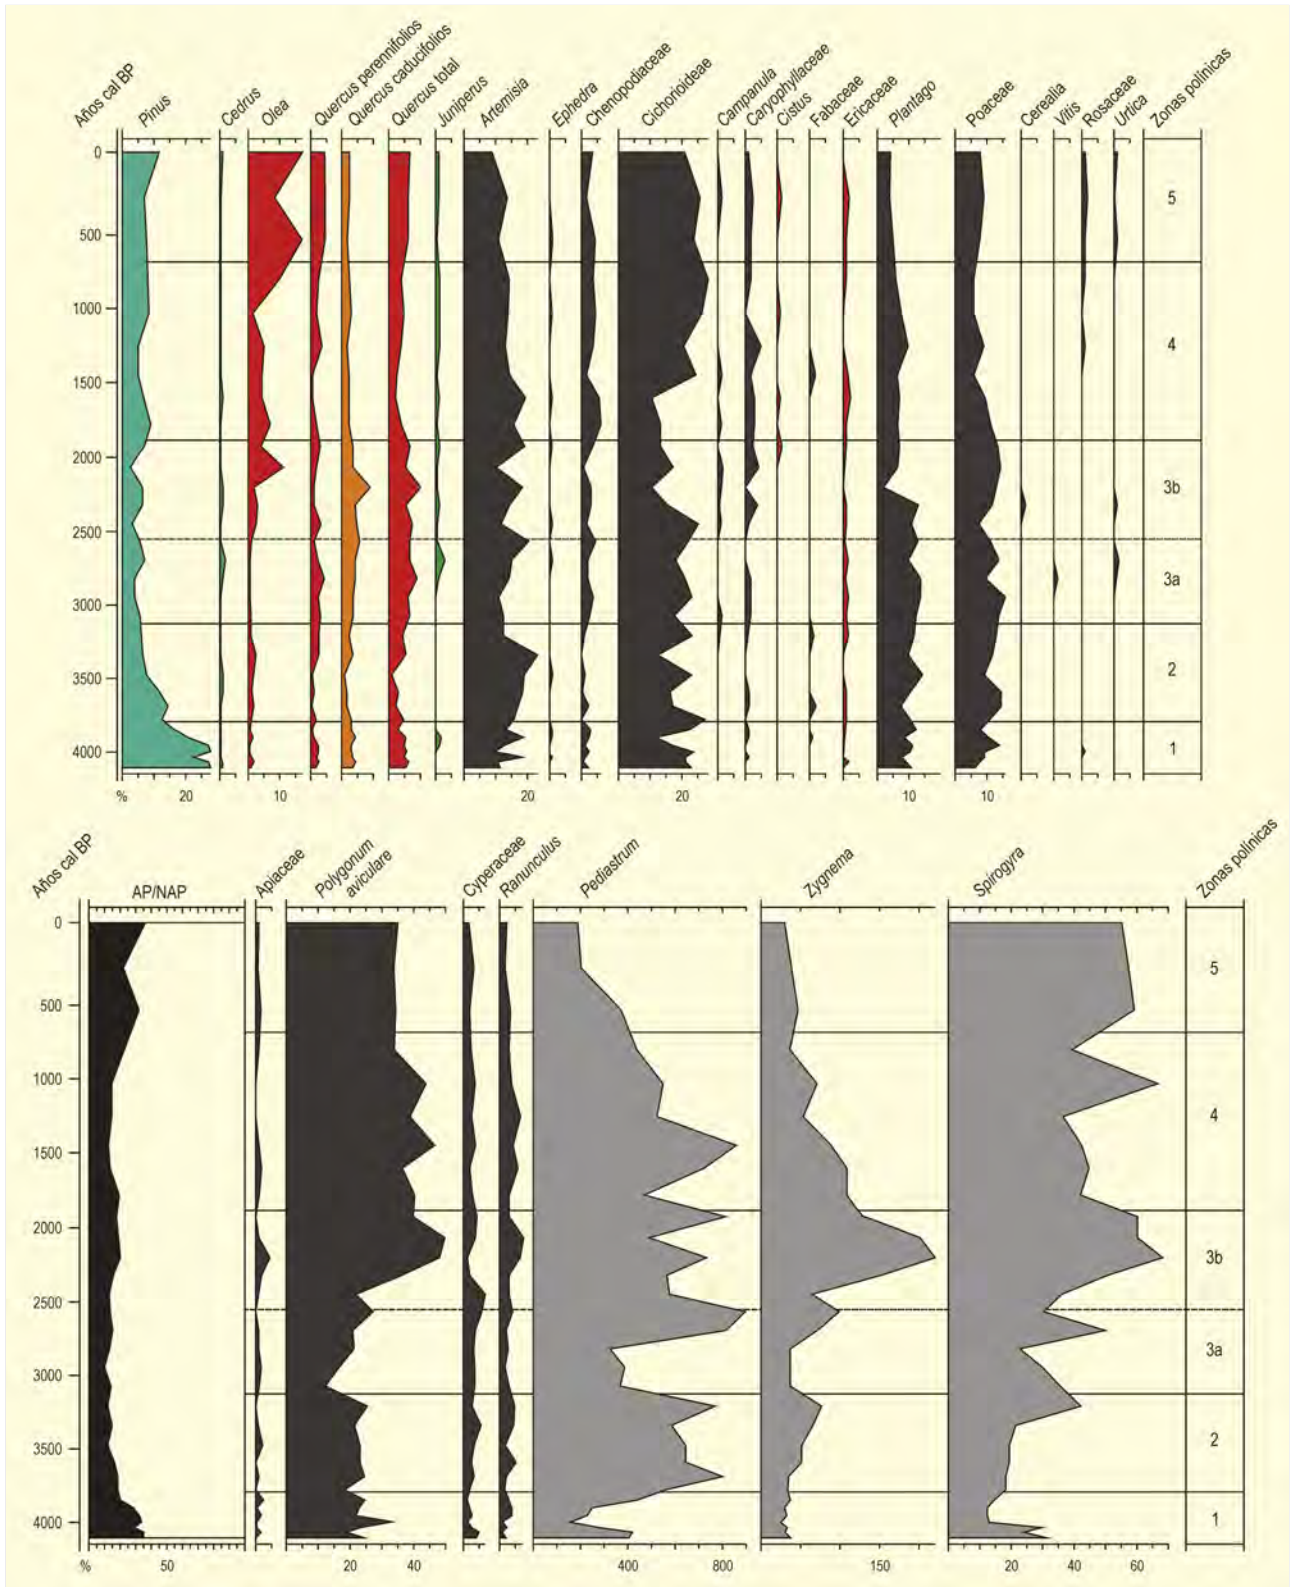 Años cal BP
Pinus
Cedrus
Olea
Quercus perennifolios
Quercus caducifolios
Quercus total
Juniperus
Artemisia
Ephedra
Chenopodiaceae
Cichorioideae
Campanula
Caryophyllaceae
Cistus
Fabaceae
Ericaceae
Plantago
Poaceae
Cerealia
Vitis
Rosaceae
Urtica
Zonas polínicas
0
500
1000
1500
2000
2500
3000
3500
4000
5
4
3b
3a
2
1
% 20 10 20 20 10 10
Años cal BP
AP/NAP
Apiaceae
Polygonum
aviculare
Cyperaceae
Ranunculus
Pediastrum
Zygnema
Spirogyra
Zonas polínicas
0
500
1000
1500
2000
2500
3000
3500
4000
5
4
3b
3a
2
1
% 50 20 40 400 800 150 20 40 60